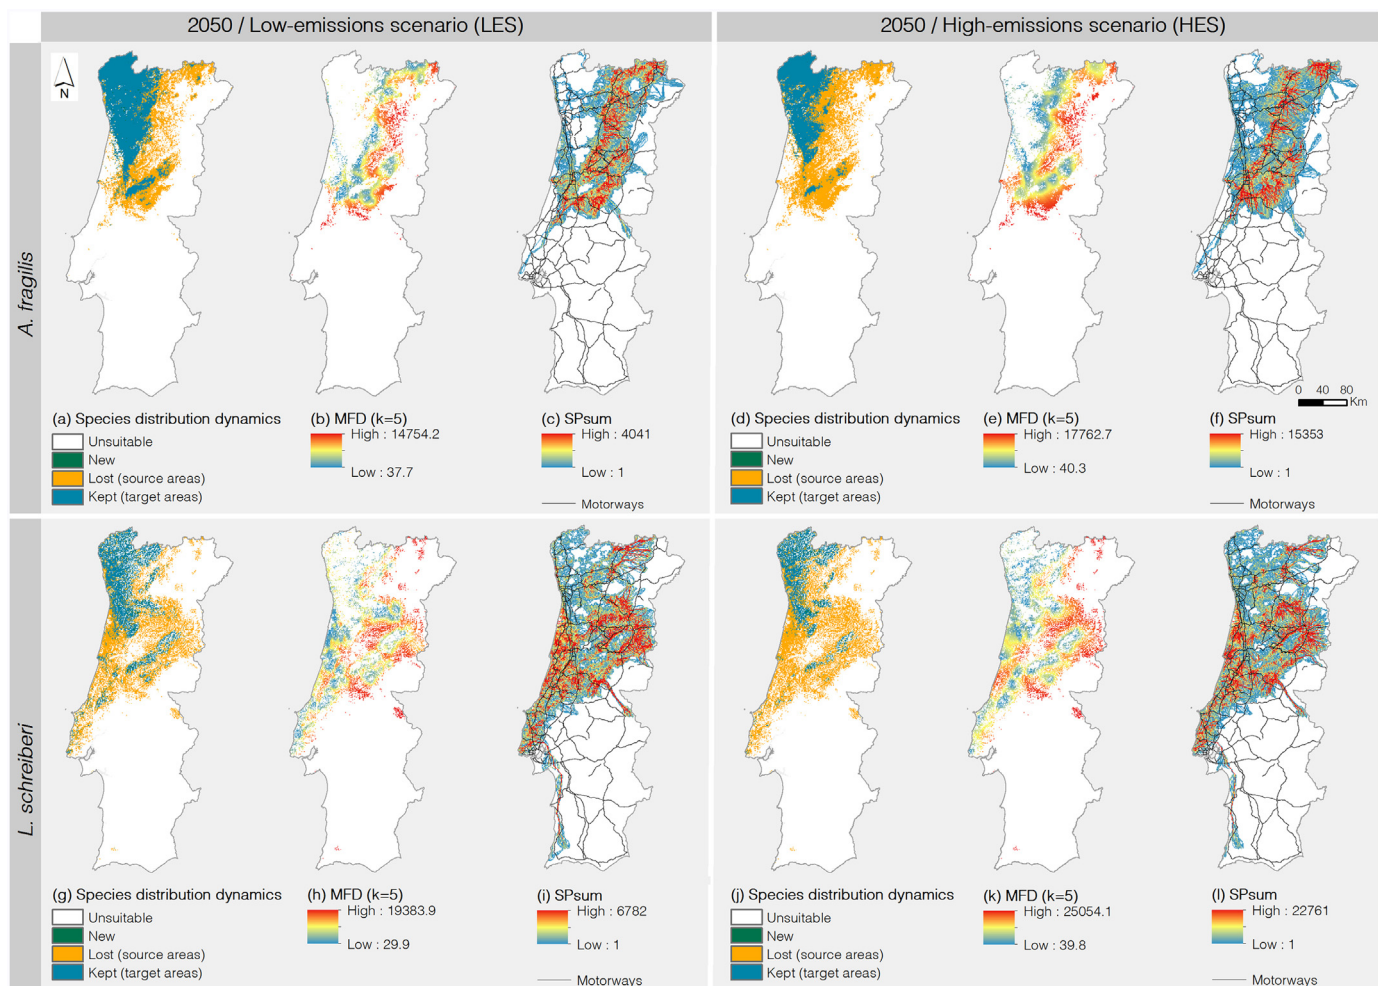 2050 / Low-emissions scenario (LES)
2050 / High-emissions scenario (HES)
A. fragilis
N
0 40 80
Km
(a) Species distribution dynamics
Unsuitable
New
Lost (source areas)
Kept (target areas)
(b) MFD (k=5)
High : 14754.2
Low : 37.7
(c) SPsum
High : 4041
Low : 1
Motorways
(d) Species distribution dynamics
Unsuitable
New
Lost (source areas)
Kept (target areas)
(e) MFD (k=5)
High : 17762.7
Low : 40.3
(f) SPsum
High : 15353
Low : 1
Motorways
L. schreiberi
(g) Species distribution dynamics
Unsuitable
New
Lost (source areas)
Kept (target areas)
(h) MFD (k=5)
High : 19383.9
Low : 29.9
(i) SPsum
High : 6782
Low : 1
Motorways
(j) Species distribution dynamics
Unsuitable
New
Lost (source areas)
Kept (target areas)
(k) MFD (k=5)
High : 25054.1
Low : 39.8
(l) SPsum
High : 22761
Low : 1
Motorways